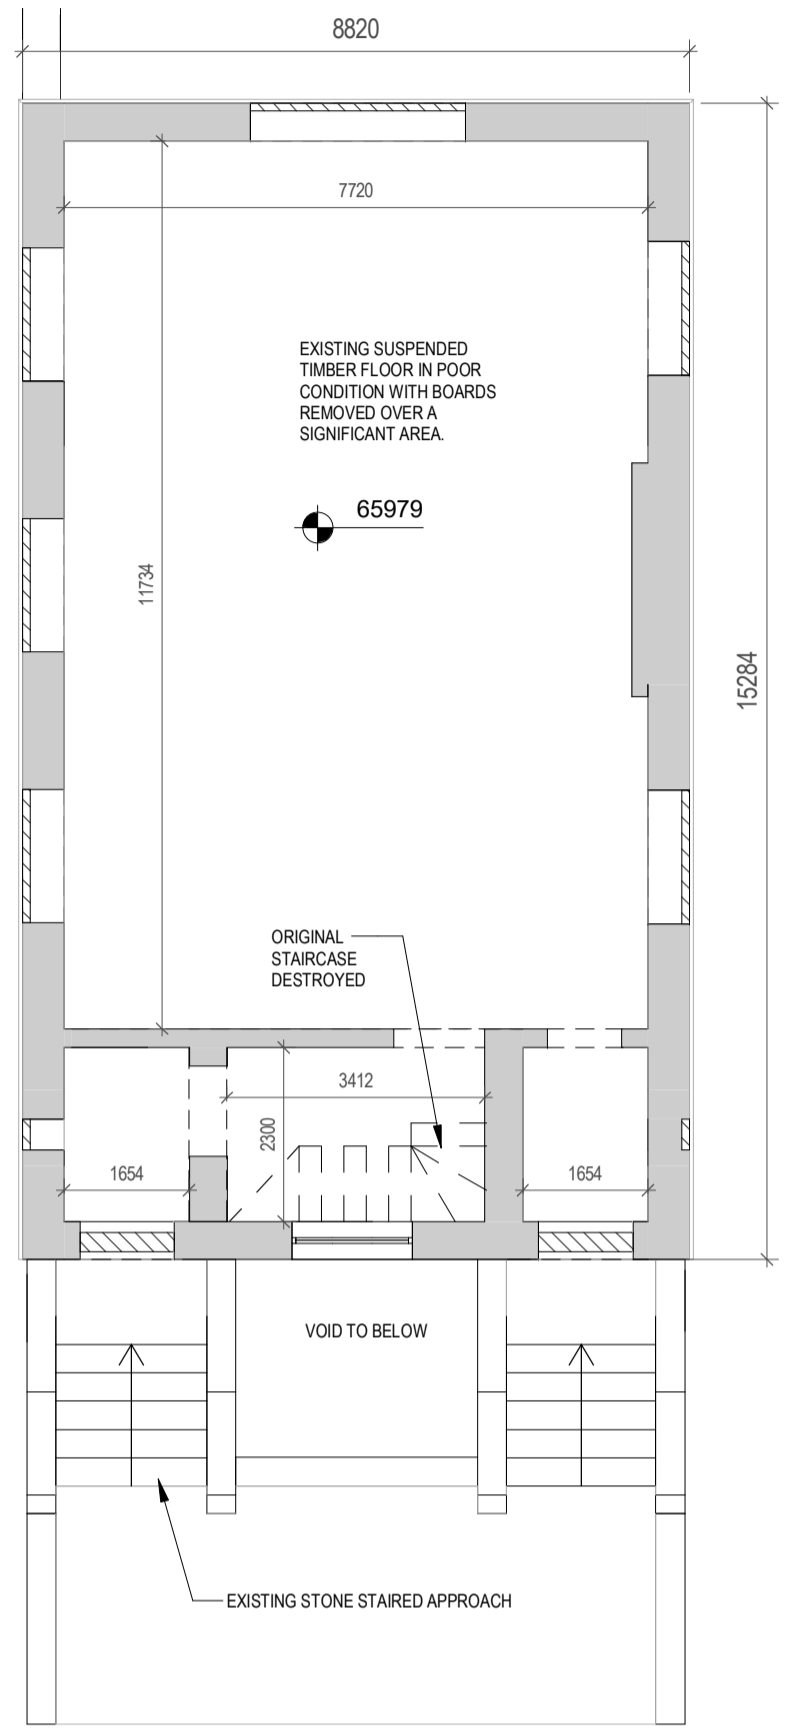 8820
7720
EXISTING SUSPENDED
TIMBER FLOOR IN POOR
CONDITION WITH BOARDS
REMOVED OVER A
SIGNIFICANT AREA.
65979
11734
15284
ORIGINAL
STAIRCASE
DESTROYED
3412
2300
1654
1654
VOID TO BELOW
EXISTING STONE STAIRED APPROACH